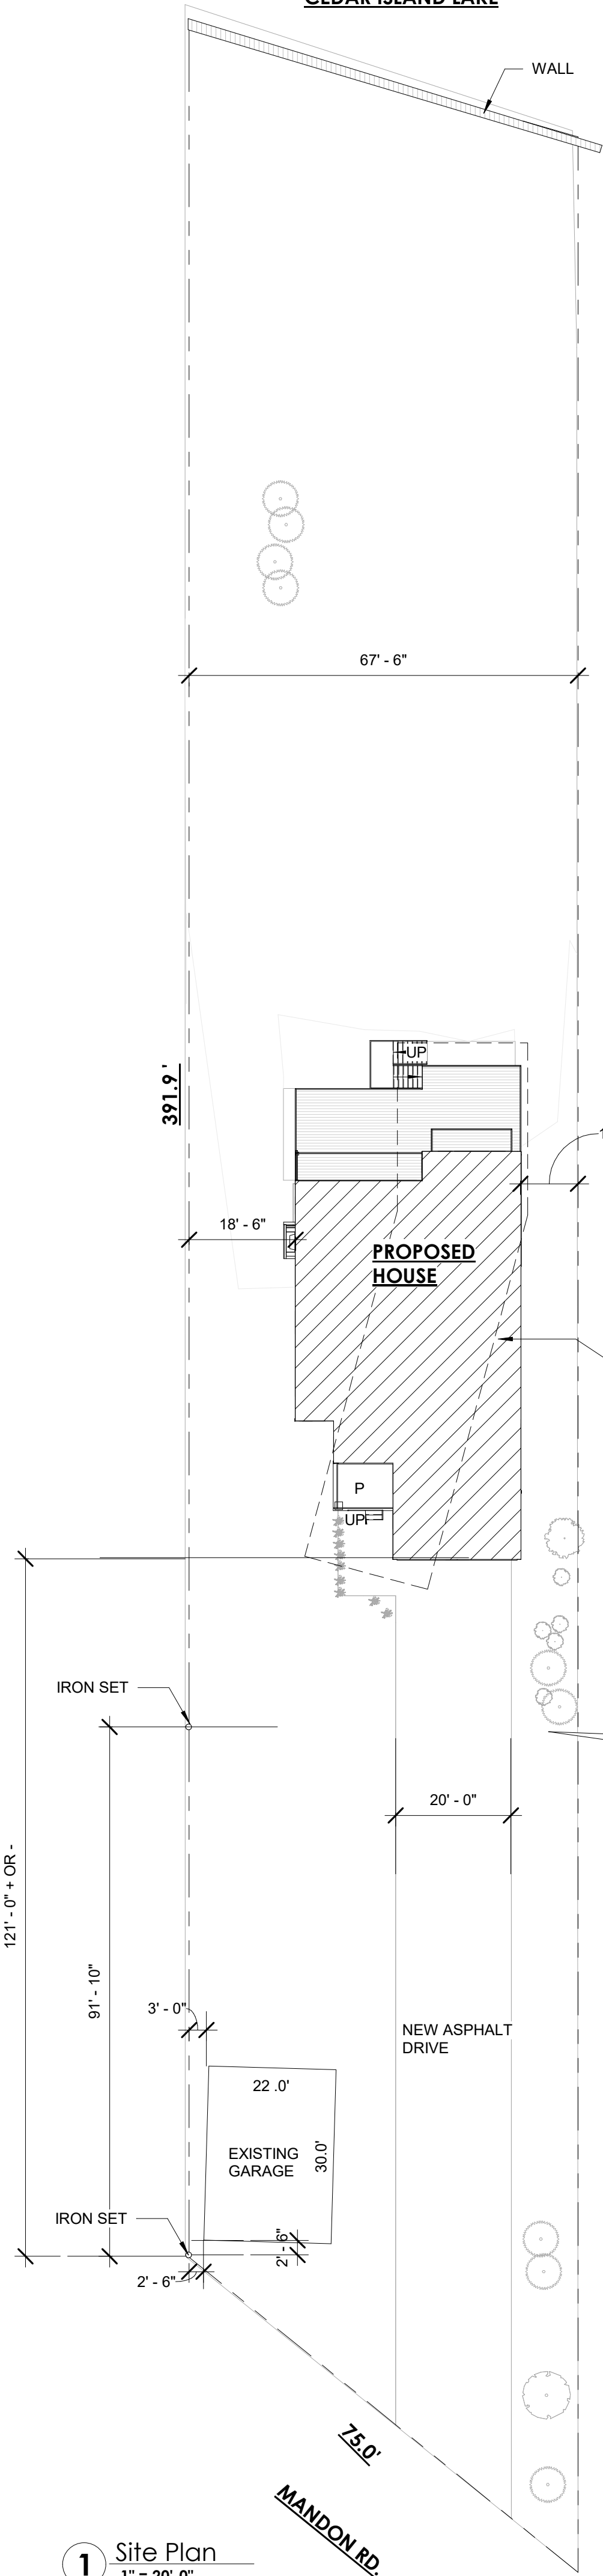 CEDAR ISLAND LAKE
WALL
67' - 6"
391.9 '
UP
1
18' - 6"
PROPOSED
HOUSE
P
UP
IRON SET
20' - 0"
121' - 0" + OR -
91' - 10"
3' - 0"
NEW ASPHALT
DRIVE
22 .0'
EXISTING
GARAGE
30.0'
IRON SET
2' - 6"
2' - 6"
75.0'
MANDON RD.
1
Site Plan
1" = 20'-0"